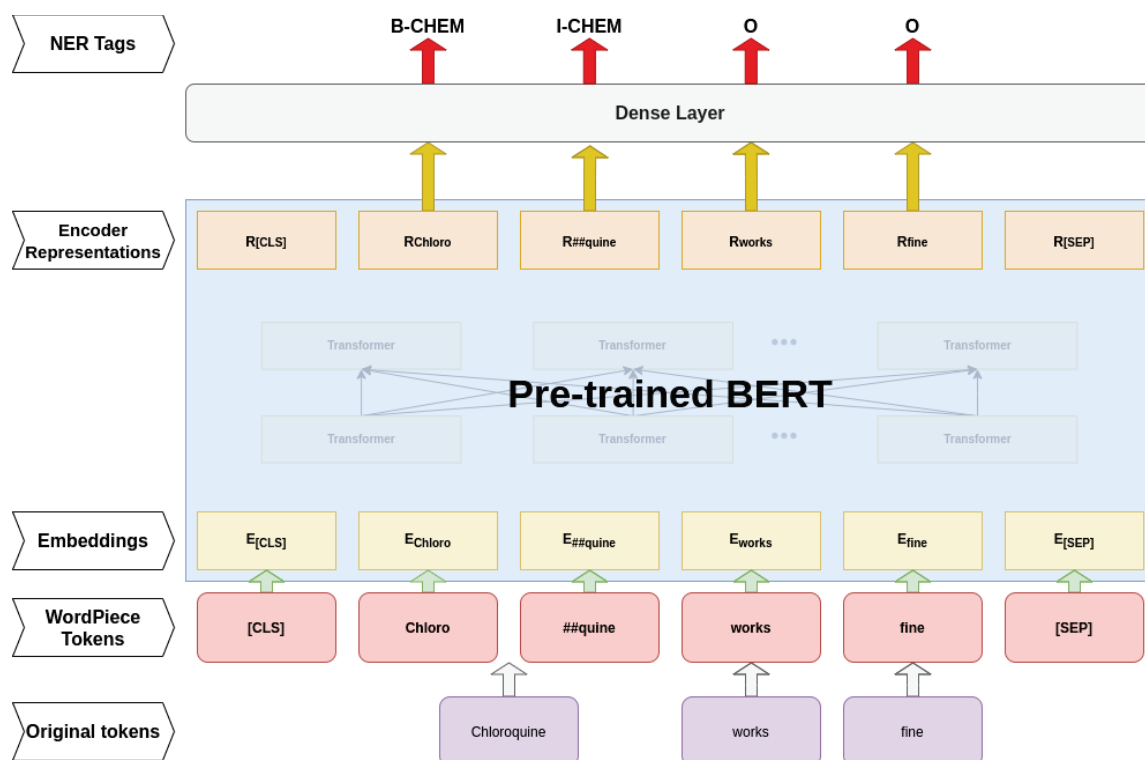 NER Tags
B-CHEM
I-CHEM
O
O
Dense Layer
Encoder
Representations
R[CLS]
RChloro
R##quine
Rworks
Rfine
R[SEP]
Transformer
Transformer
•••
Transformer
Pre-trained BERT
Transformer
Transformer
•••
Transformer
Embeddings
E[CLS]
EChloro
E##quine
Eworks
Efine
E[SEP]
WordPiece
Tokens
[CLS]
Chloro
##quine
works
fine
[SEP]
Original tokens
Chloroquine
works
fine